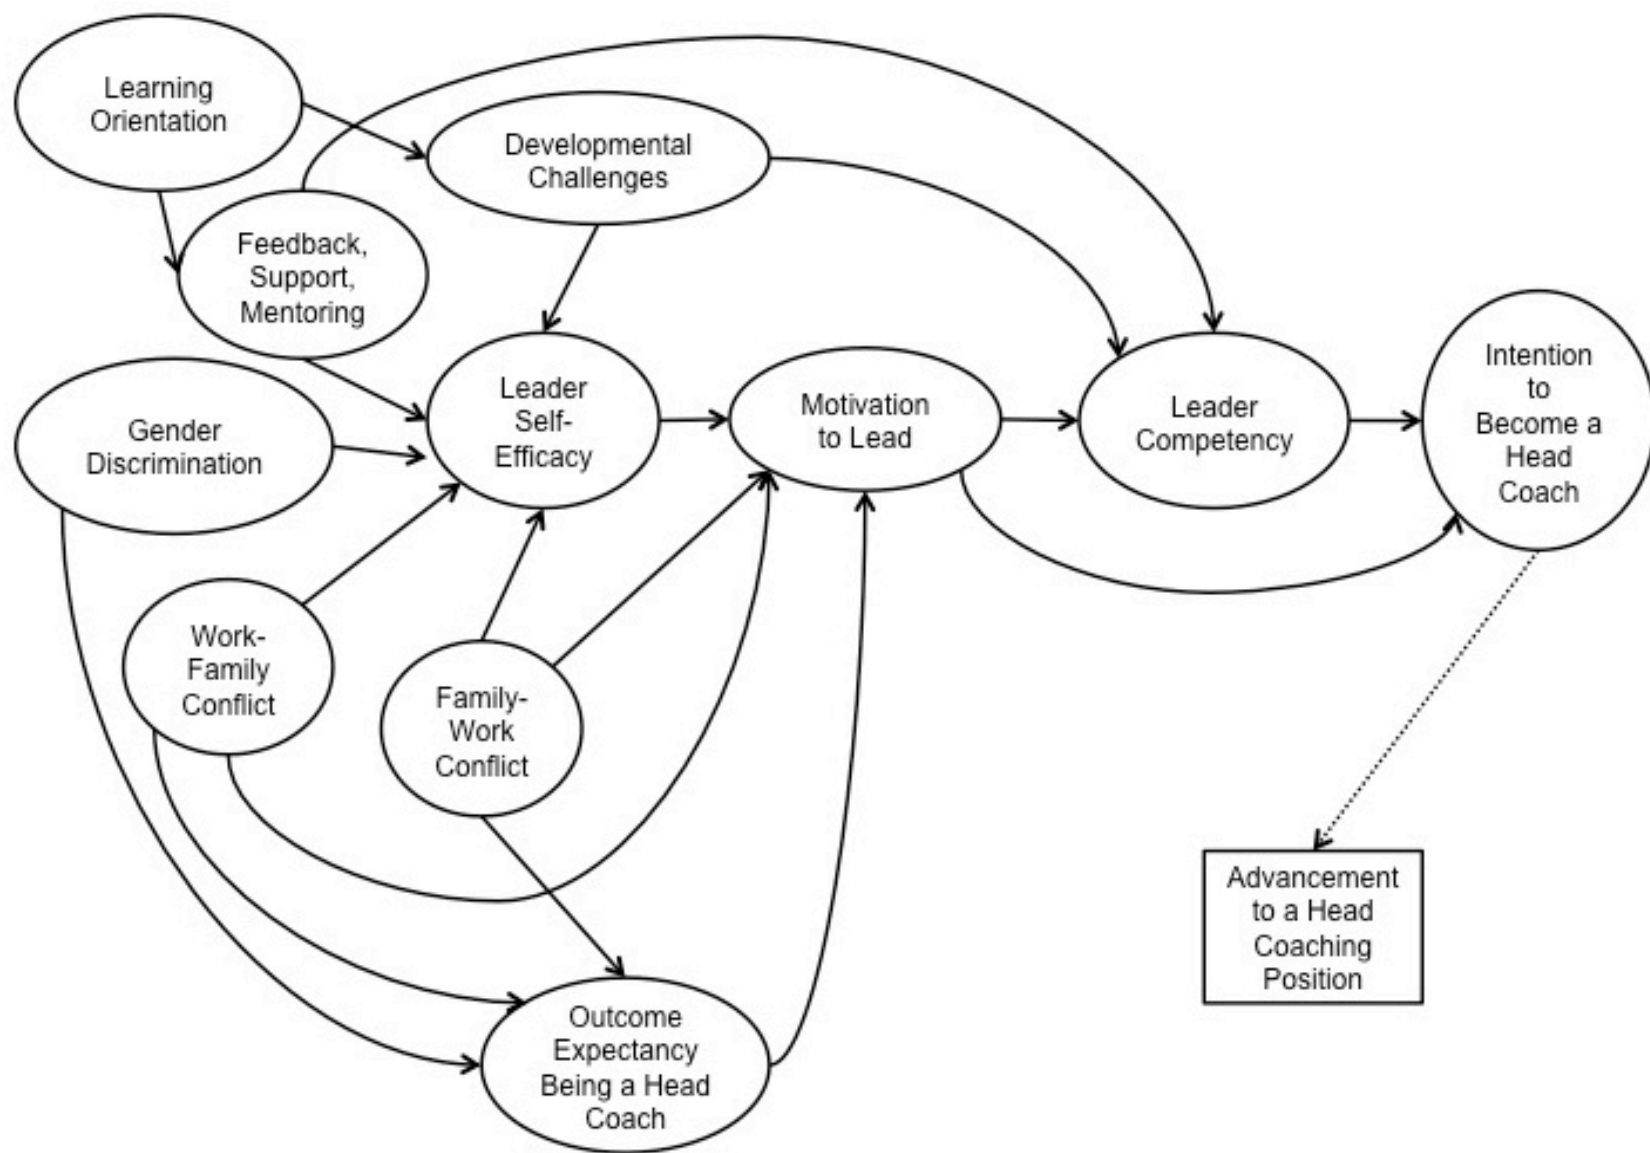 Learning
Orientation
Developmental
Challenges
Feedback,
Support,
Mentoring
Gender
Discrimination
Leader
Self-
Efficacy
Motivation
to Lead
Leader
Competency
Intention
to
Become a
Head
Coach
Work-
Family
Conflict
Family-
Work
Conflict
Outcome
Expectancy
Being a Head
Coach
Advancement
to a Head
Coaching
Position